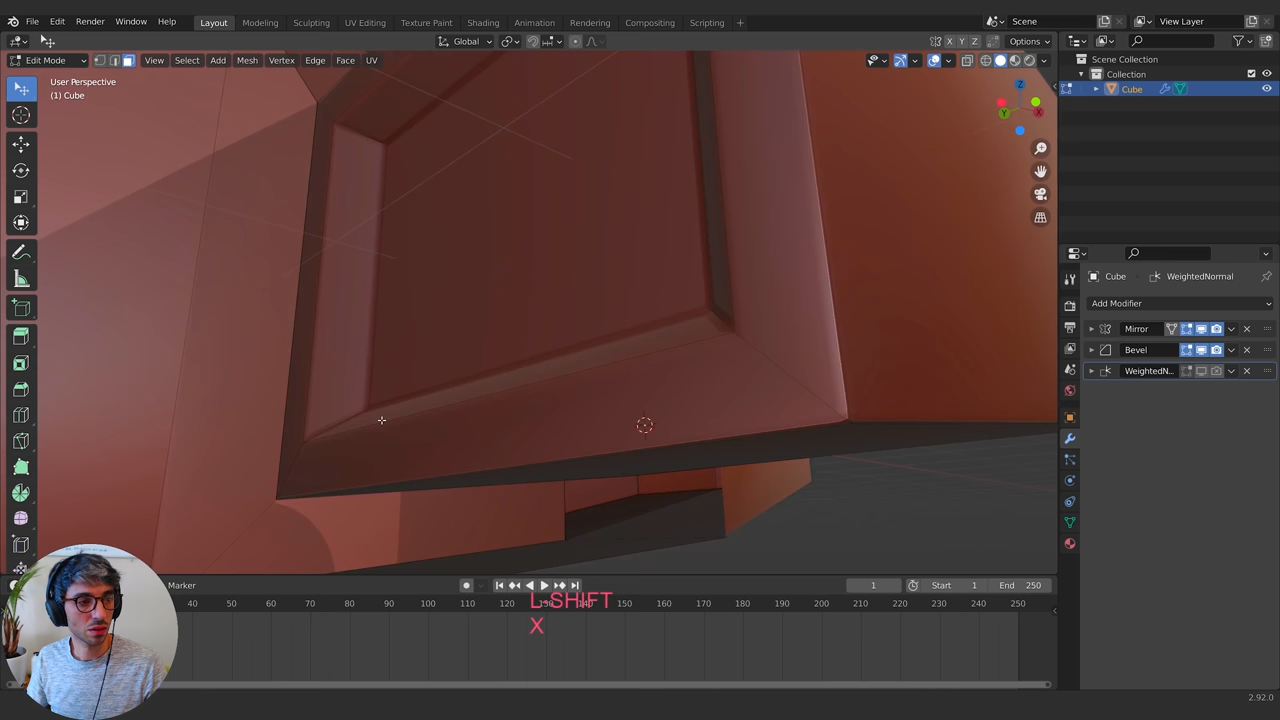 File Edit Render Window Help Layout Modeling Sculpting UV Editing Texture Paint Shading Animation Rendering Compositing Scripting + Scene View Layer
Global X Y Z Options
Edit Mode View Select Add Mesh Vertex Edge Face UV
User Perspective
(1) Cube
Z
Y
X
Scene Collection
Collection
Cube
Cube WeightedNormal
Add Modifier
Mirror
Bevel
WeightedN...
Marker 1 Start 1 End 250
40 50 60 70 80 90 100 110 120 130 140 150 160 170 180 190 200 210 220 230 240 250
L-SHIFT
X
2.92.0